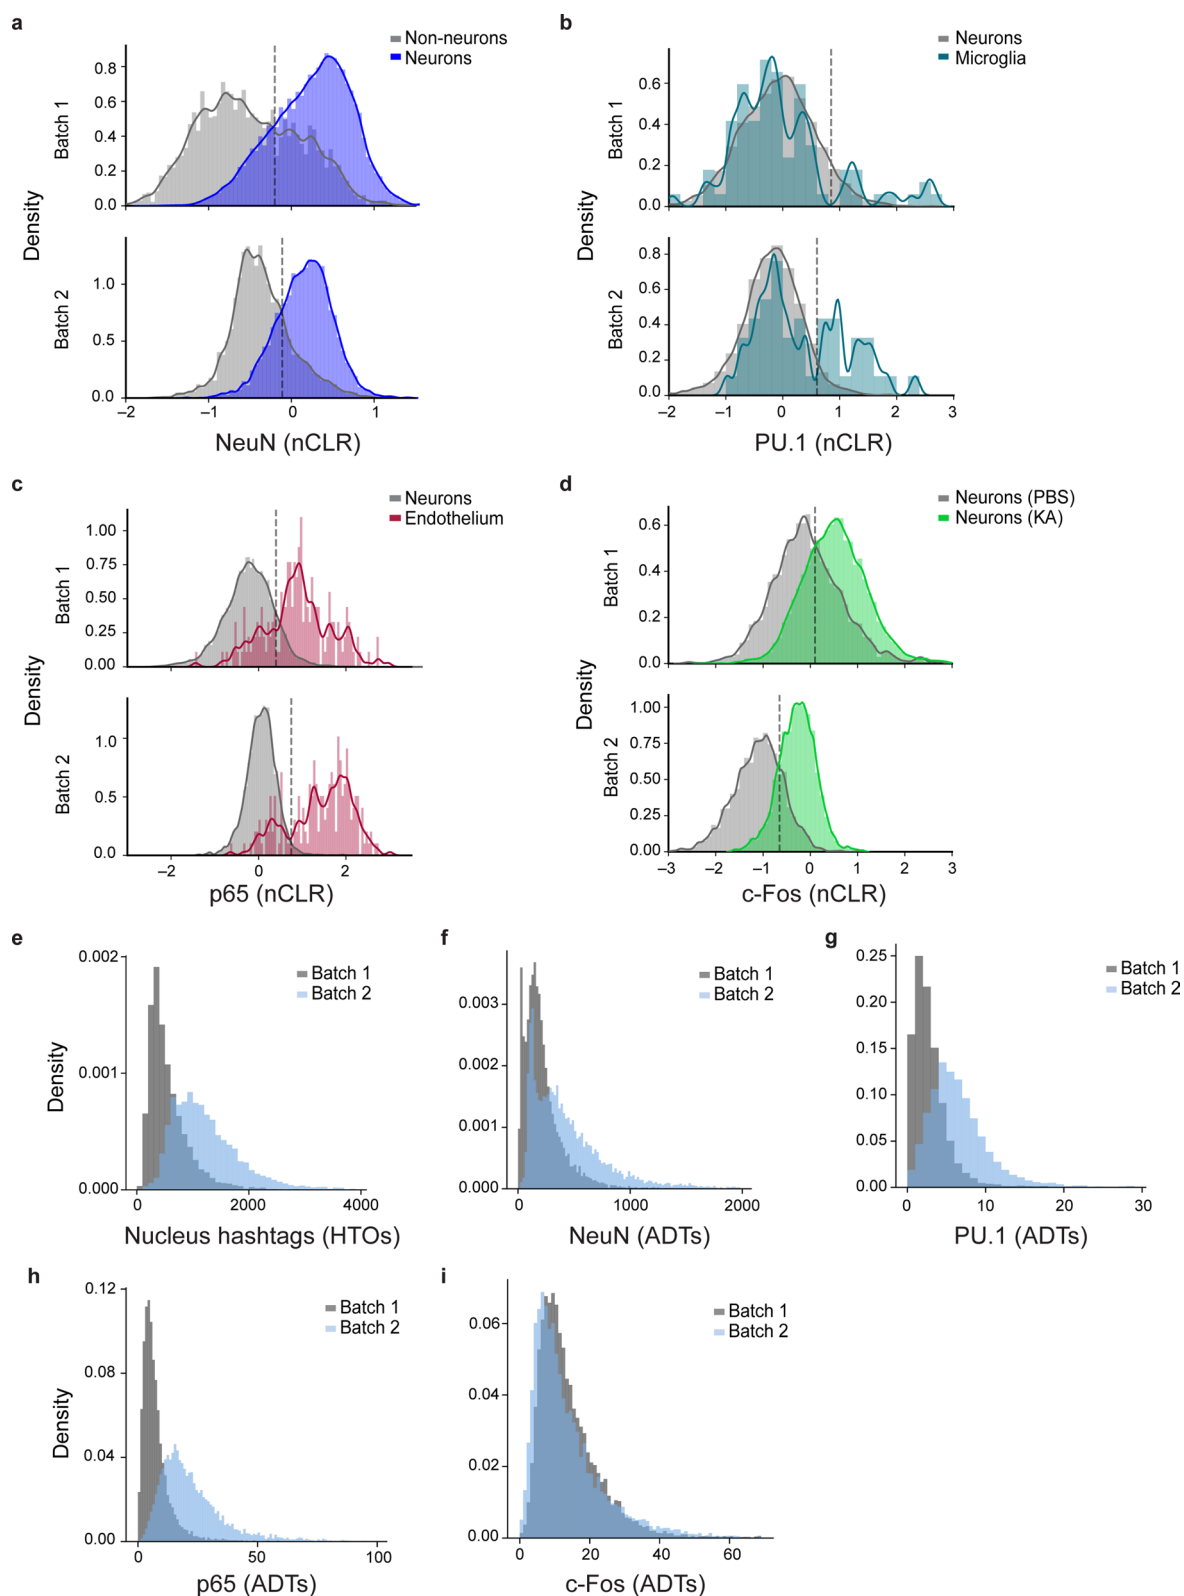 a
Non-neurons
Neurons
Density
Batch 1
0.8
0.6
0.4
0.2
0.0
Batch 2
1.0
0.5
0.0
−2
−1
0
1
NeuN (nCLR)
b
Neurons
Microglia
Density
Batch 1
0.6
0.4
0.2
0.0
Batch 2
0.8
0.6
0.4
0.2
0.0
−2
−1
0
1
2
3
PU.1 (nCLR)
c
Neurons
Endothelium
Density
Batch 1
1.00
0.75
0.50
0.25
0.00
Batch 2
1.0
0.5
0.0
−2
0
2
p65 (nCLR)
d
Neurons (PBS)
Neurons (KA)
Density
Batch 1
0.6
0.4
0.2
0.0
Batch 2
1.00
0.75
0.50
0.25
0.00
−3
−2
−1
0
1
2
3
c-Fos (nCLR)
e
Batch 1
Batch 2
Density
0.002
0.001
0.000
0
2000
4000
Nucleus hashtags (HTOs)
f
Batch 1
Batch 2
0.003
0.002
0.001
0.000
0
1000
2000
NeuN (ADTs)
g
Batch 1
Batch 2
0.25
0.20
0.15
0.10
0.05
0.00
0
10
20
30
PU.1 (ADTs)
h
Batch 1
Batch 2
Density
0.12
0.08
0.04
0.00
0
50
100
p65 (ADTs)
i
Batch 1
Batch 2
0.06
0.04
0.02
0.00
0
20
40
60
c-Fos (ADTs)